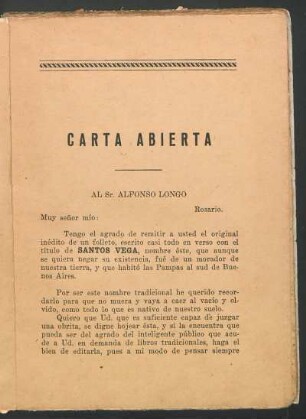 CARTA ABIERTA
AL Sr. ALFONSO LONGO
Rosario.
Muy señor mío:
Tengo el agrado de remitir a usted el original
inédito de un folleto, escrito casi todo en verso con el
título de SANTOS VEGA, nombre éste, que aunque
se quiera negar su existencia, fué de un morador de
nuestra tierra, y que habitó las Pampas al sud de Bue-
nos Aires.
Por ser este nombre tradicional he querido recor-
darlo para que no muera y vaya a caer al vacío y el-
vido, como todo lo que es nativo de nuestro suelo.
Quiero que Ud. que es suficiente capaz de juzgar
una obrita, se digne hojear ésta, y si la encuentra que
pueda ser del agrado del inteligente público que acu-
de a Ud. en demanda de libros tradicionales, haga el
bien de editarla, pues a mi modo de pensar siempre